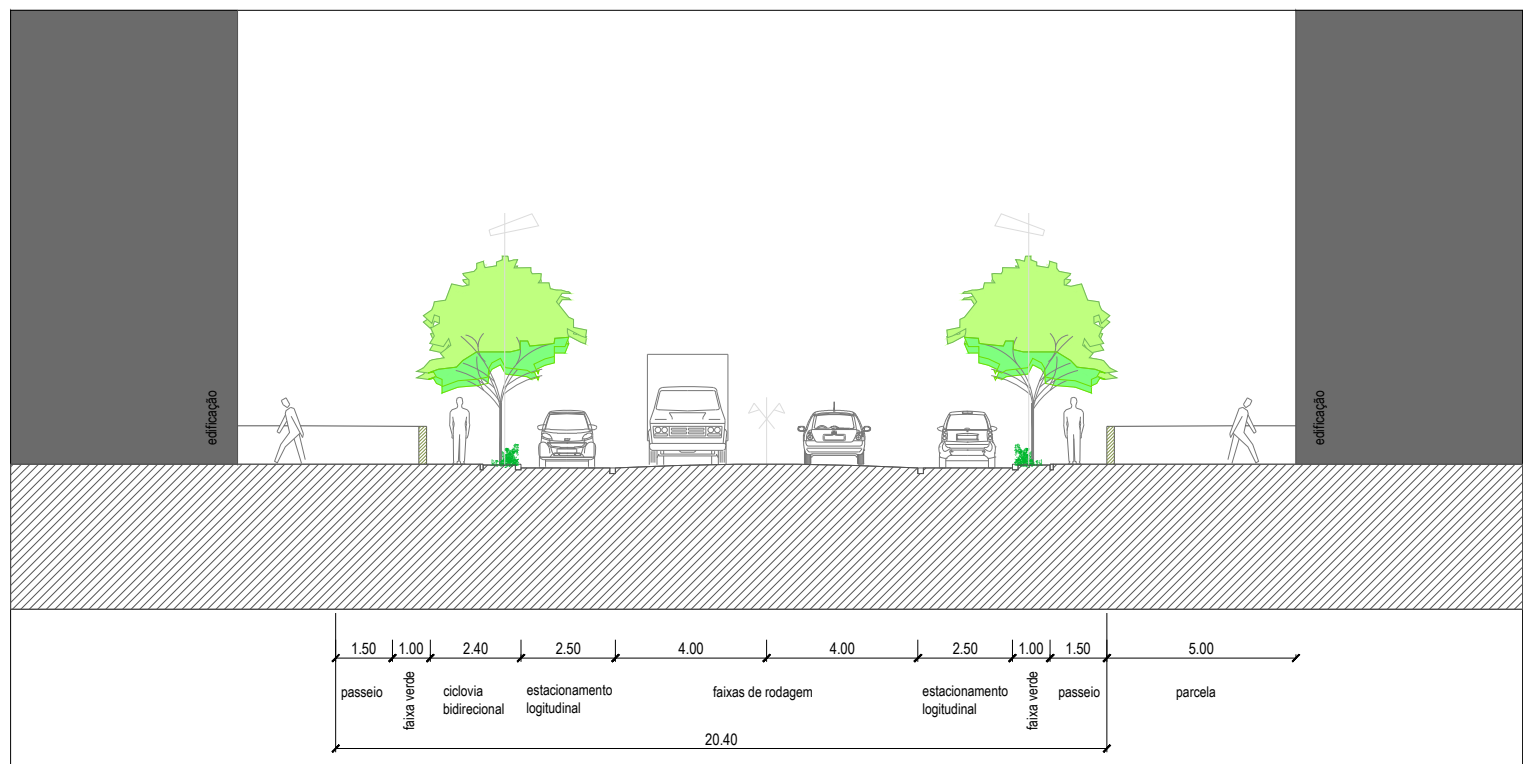 edificação
edificação
1.50
1.00
2.40
2.50
4.00
4.00
2.50
1.00
1.50
5.00
passeio
faixa verde
ciclovia
bidirecional
estacionamento
logitudinal
faixas de rodagem
estacionamento
logitudinal
faixa verde
passeio
parcela
20.40